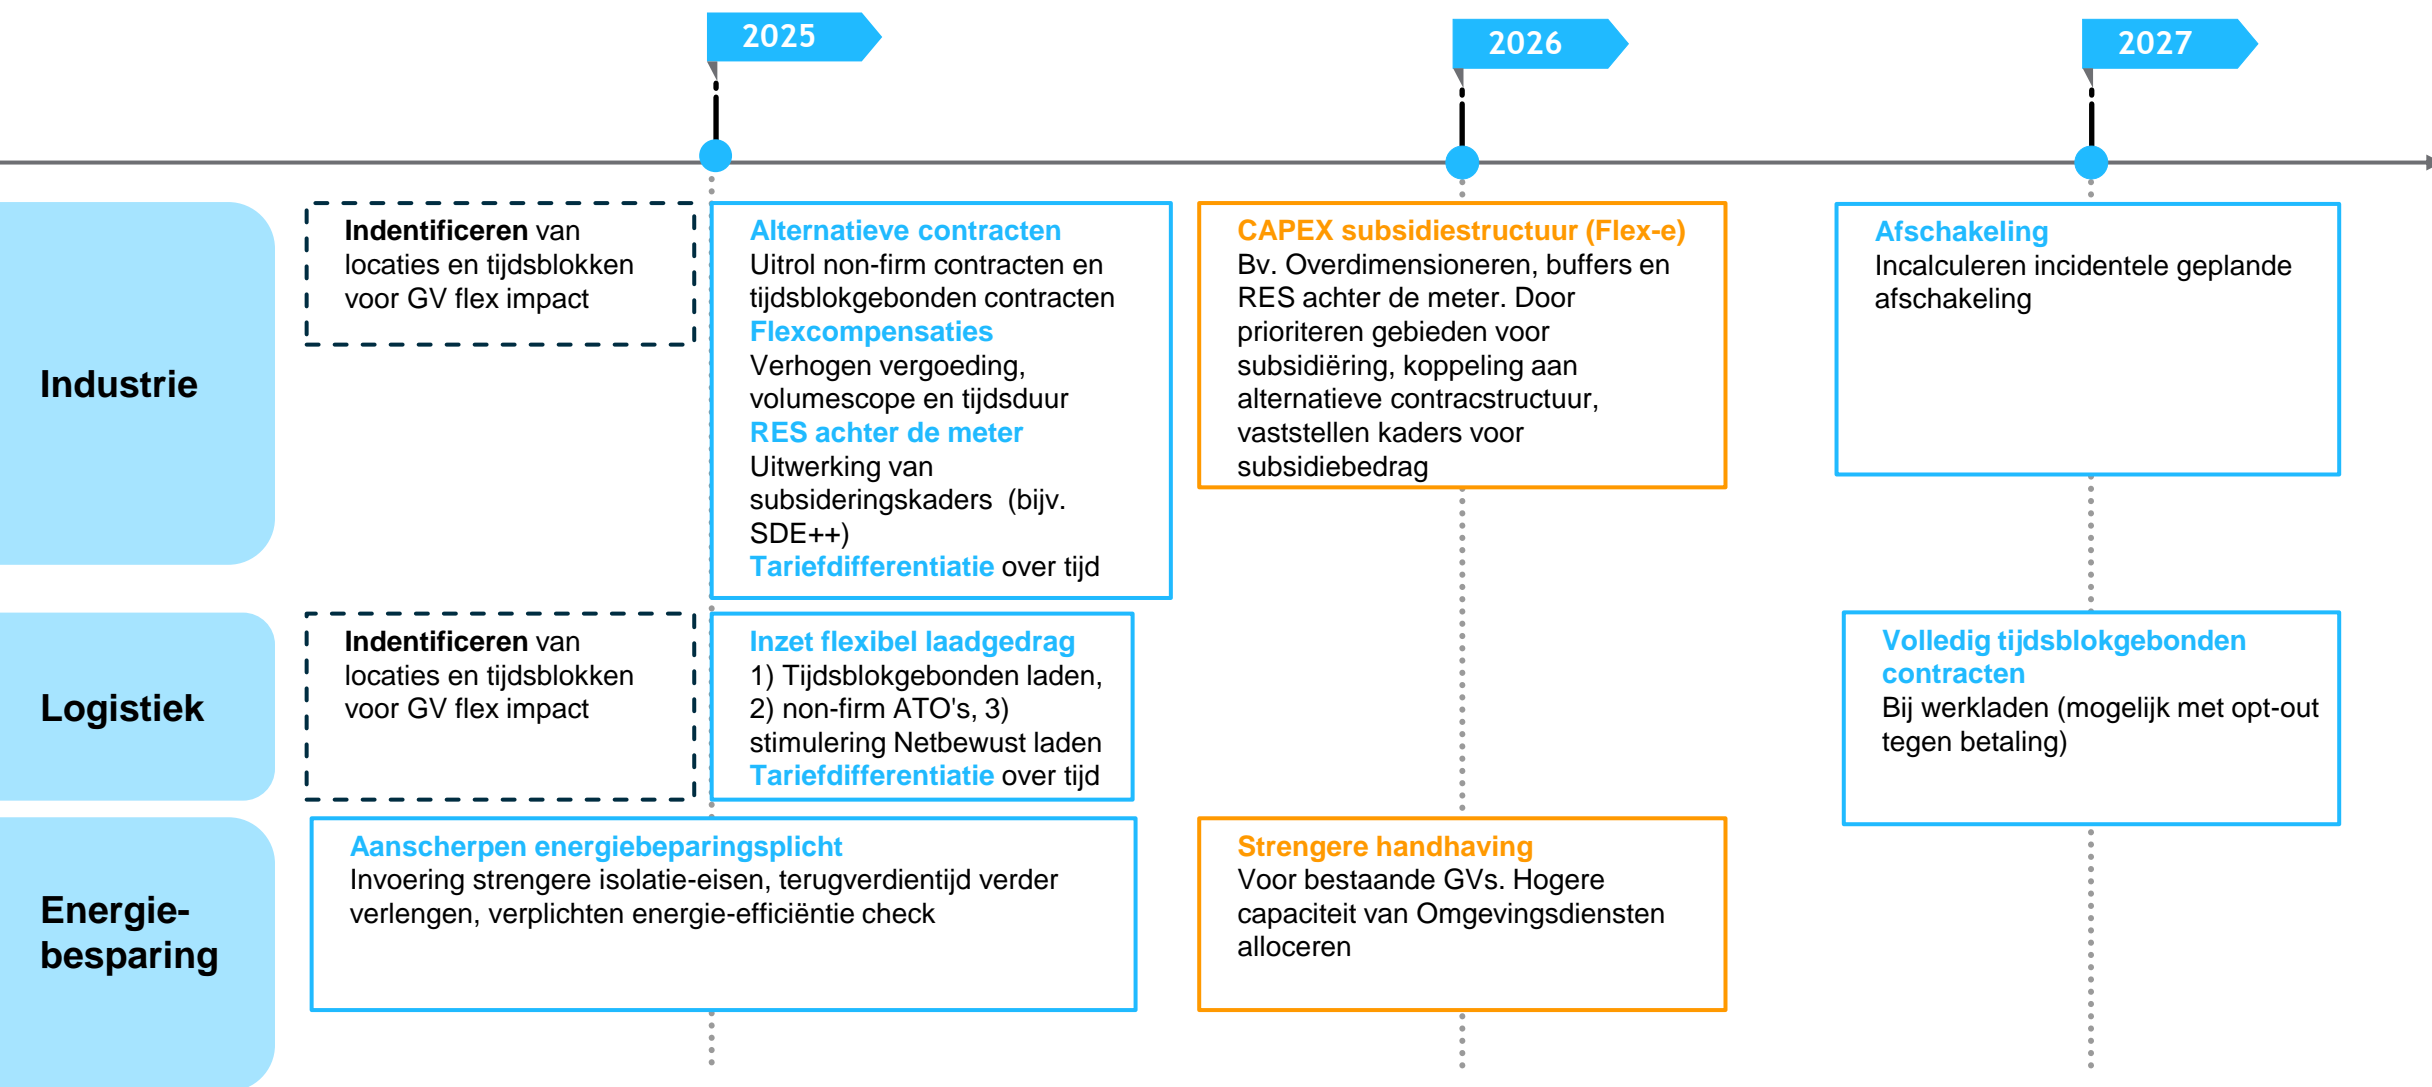 2025
2026
2027
Industrie
Indentificeren van
locaties en tijdsblokken
voor GV flex impact
Alternatieve contracten
Uitrol non-firm contracten en
tijdsblokgebonden contracten
Flexcompensaties
Verhogen vergoeding,
volumescope en tijdsduur
RES achter de meter
Uitwerking van
subsideringskaders (bijv.
SDE++)
Tariefdifferentiatie over tijd
CAPEX subsidiestructuur (Flex-e)
Bv. Overdimensioneren, buffers en
RES achter de meter. Door
prioriteren gebieden voor
subsidiëring, koppeling aan
alternatieve contracstructuur,
vaststellen kaders voor
subsidiebedrag
Afschakeling
Incalculeren incidentele geplande
afschakeling
Logistiek
Indentificeren van
locaties en tijdsblokken
voor GV flex impact
Inzet flexibel laadgedrag
1) Tijdsblokgebonden laden,
2) non-firm ATO's, 3)
stimulering Netbewust laden
Tariefdifferentiatie over tijd
Volledig tijdsblokgebonden
contracten
Bij werkladen (mogelijk met opt-out
tegen betaling)
Energie-
besparing
Aanscherpen energiebeparingsplicht
Invoering strengere isolatie-eisen, terugverdientijd verder
verlengen, verplichten energie-efficiëntie check
Strengere handhaving
Voor bestaande GVs. Hogere
capaciteit van Omgevingsdiensten
alloceren